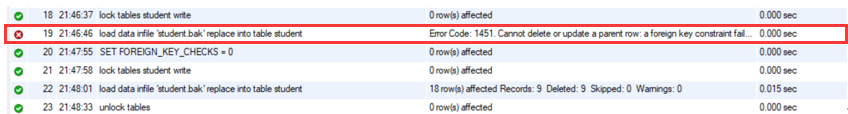 18 21:46:37 lock tables student write 0 row(s) affected 0.000 sec
19 21:46:46 load data infile 'student.bak' replace into table student Error Code: 1451. Cannot delete or update a parent row: a foreign key constraint fail... 0.000 sec
20 21:47:55 SET FOREIGN_KEY_CHECKS = 0 0 row(s) affected 0.000 sec
21 21:47:58 lock tables student write 0 row(s) affected 0.000 sec
22 21:48:01 load data infile 'student.bak' replace into table student 18 row(s) affected Records: 9 Deleted: 9 Skipped: 0 Warnings: 0 0.015 sec
23 21:48:33 unlock tables 0 row(s) affected 0.000 sec